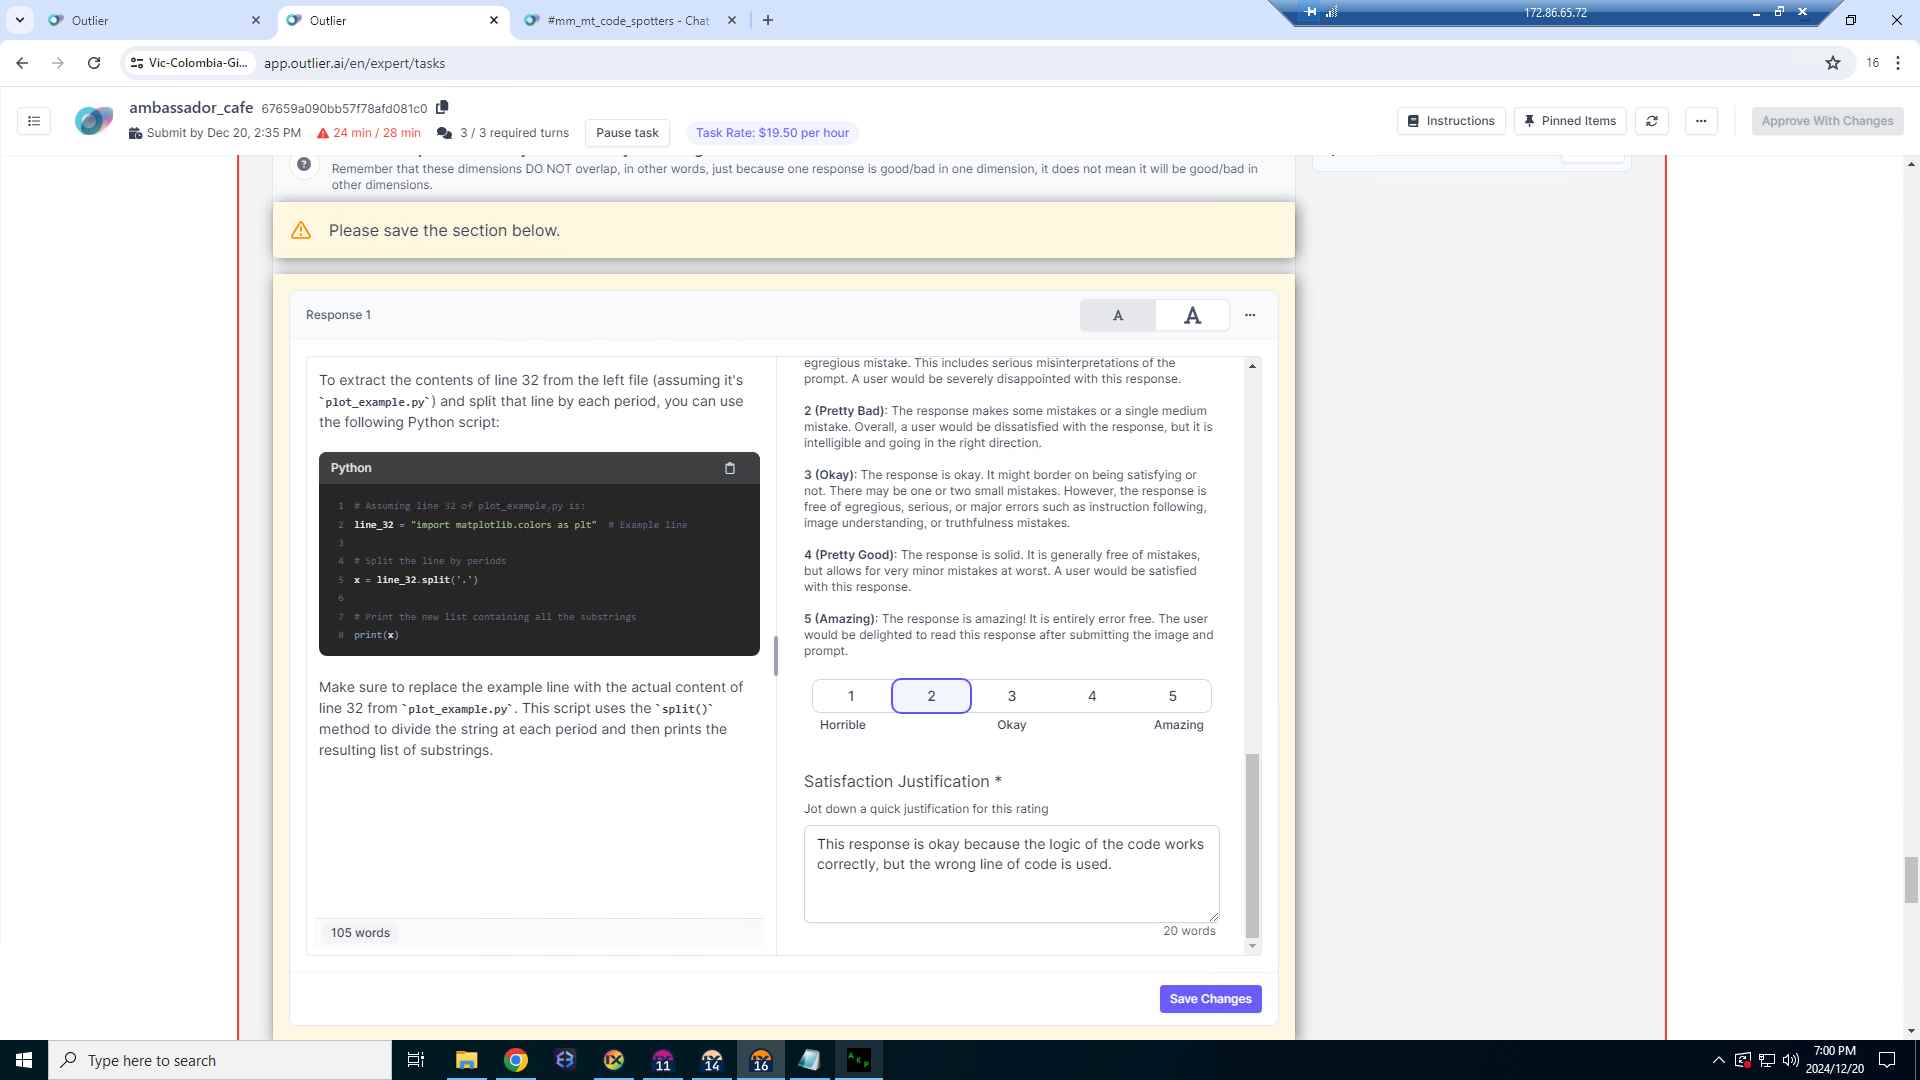 Outlier
Outlier
#mm_mt_code_spotters - Chat
172.86.65.72
Vic-Colombia-Gi...
app.outlier.ai/en/expert/tasks
16
ambassador_cafe 67659a090bb57f78afd081c0
Submit by Dec 20, 2:35 PM
24 min / 28 min
3 / 3 required turns
Pause task
Task Rate: $19.50 per hour
Instructions
Pinned Items
Approve With Changes
Remember that these dimensions DO NOT overlap, in other words, just because one response is good/bad in one dimension, it does not mean it will be good/bad in
other dimensions.
Please save the section below.
Response 1
A
A
To extract the contents of line 32 from the left file (assuming it's
`plot_example.py`) and split that line by each period, you can use
the following Python script:
Python
1 # Assuming line 32 of plot_example.py is:
2 line_32 = "import matplotlib.colors as plt" # Example line
3
4 # Split the line by periods
5 x = line_32.split('.')
6
7 # Print the new list containing all the substrings
8 print(x)
Make sure to replace the example line with the actual content of
line 32 from `plot_example.py`. This script uses the `split()`
method to divide the string at each period and then prints the
resulting list of substrings.
105 words
egregious mistake. This includes serious misinterpretations of the
prompt. A user would be severely disappointed with this response.
2 (Pretty Bad): The response makes some mistakes or a single medium
mistake. Overall, a user would be dissatisfied with the response, but it is
intelligible and going in the right direction.
3 (Okay): The response is okay. It might border on being satisfying or
not. There may be one or two small mistakes. However, the response is
free of egregious, serious, or major errors such as instruction following,
image understanding, or truthfulness mistakes.
4 (Pretty Good): The response is solid. It is generally free of mistakes,
but allows for very minor mistakes at worst. A user would be satisfied
with this response.
5 (Amazing): The response is amazing! It is entirely error free. The user
would be delighted to read this response after submitting the image and
prompt.
1 2 3 4 5
Horrible Okay Amazing
Satisfaction Justification *
Jot down a quick justification for this rating
This response is okay because the logic of the code works
correctly, but the wrong line of code is used.
20 words
Save Changes
Type here to search
11
14
16
7:00 PM
2024/12/20